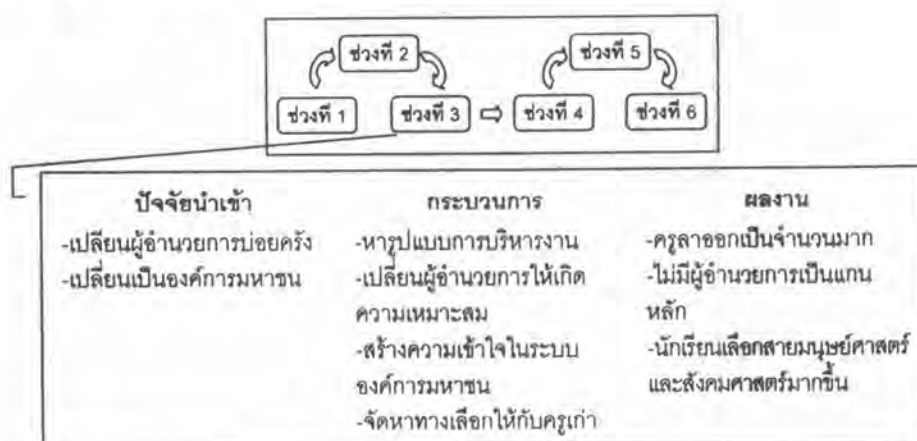 ช่วงที่ 2
ช่วงที่ 5
ช่วงที่ 1
ช่วงที่ 3
ช่วงที่ 4
ช่วงที่ 6
ปัจจัยนำเข้า
-เปลี่ยนผู้อำนวยการบ่อยครั้ง
-เปลี่ยนเป็นองค์การมหาชน
กระบวนการ
-หารูปแบบการบริหารงาน
-เปลี่ยนผู้อำนวยการให้เกิด
ความเหมาะสม
-สร้างความเข้าใจในระบบ
องค์การมหาชน
-จัดหาทางเลือกให้กับครูเก่า
ผลงาน
-ครูลาออกเป็นจำนวนมาก
-ไม่มีผู้อำนวยการเป็นแกน
หลัก
-นักเรียนเลือกสายมนุษย์ศาสตร์
และสังคมศาสตร์มากขึ้น